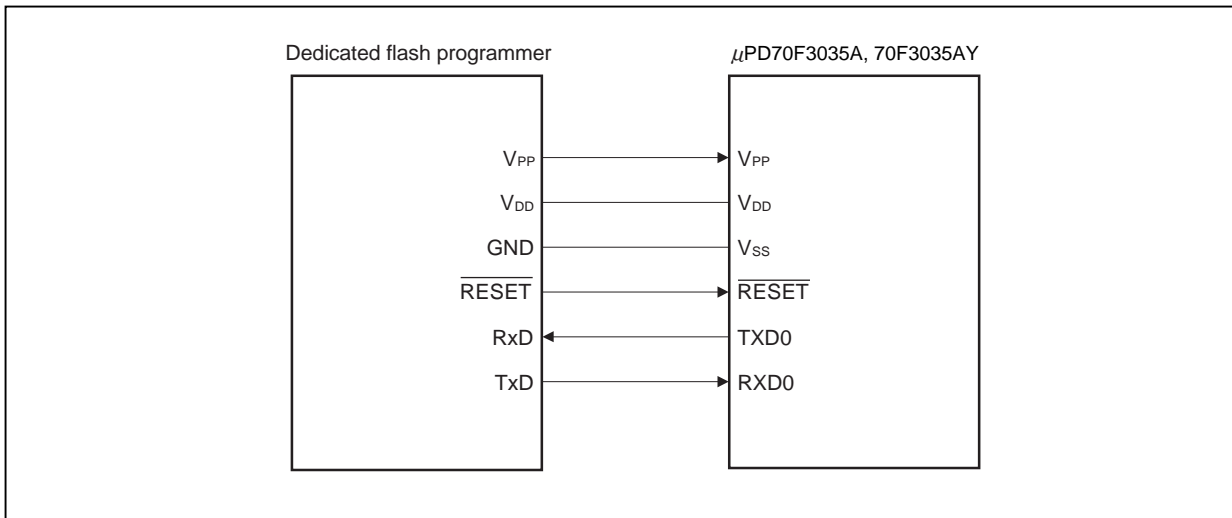 Dedicated flash programmer
μPD70F3035A, 70F3035AY
VPP
VPP
VDD
VDD
GND
VSS
RESET
RESET
RxD
TXD0
TxD
RXD0